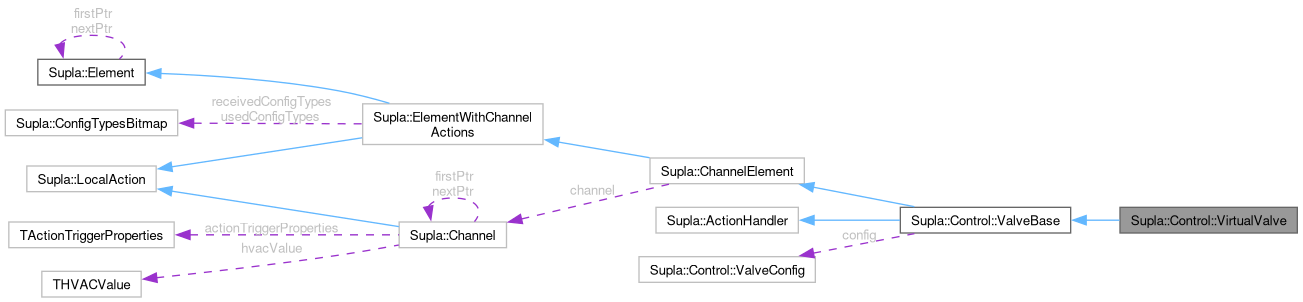 firstPtr
nextPtr
Supla::Element
receivedConfigTypes
usedConfigTypes
Supla::ConfigTypesBitmap
Supla::ElementWithChannel
Actions
Supla::LocalAction
firstPtr
nextPtr
channel
Supla::ChannelElement
Supla::ActionHandler
Supla::Control::ValveBase
Supla::Control::VirtualValve
TActionTriggerProperties
actionTriggerProperties
Supla::Channel
config
hvacValue
Supla::Control::ValveConfig
THVACValue